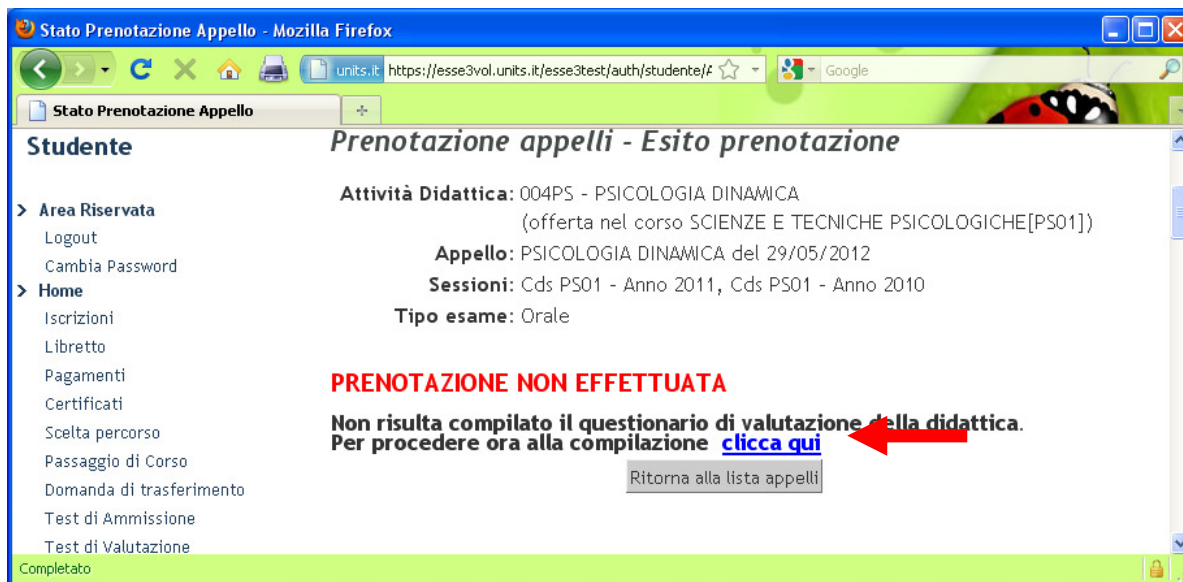 Stato Prenotazione Appello - Mozilla Firefox
units.it https://esse3vol.units.it/esse3test/auth/studente/A
Google
Stato Prenotazione Appello
Studente
Area Riservata
Logout
Cambia Password
Home
Iscrizioni
Libretto
Pagamenti
Certificati
Scelta percorso
Passaggio di Corso
Domanda di trasferimento
Test di Ammissione
Test di Valutazione
Prenotazione appelli - Esito prenotazione
Attività Didattica: 004PS - PSICOLOGIA DINAMICA
(offerta nel corso SCIENZE E TECNICHE PSICOLOGICHE[PS01])
Appello: PSICOLOGIA DINAMICA del 29/05/2012
Sessioni: Cds PS01 - Anno 2011, Cds PS01 - Anno 2010
Tipo esame: Orale
PRENOTAZIONE NON EFFETTUATA
Non risulta compilato il questionario di valutazione della didattica.
Per procedere ora alla compilazione clicca qui
Ritorna alla lista appelli
Completato